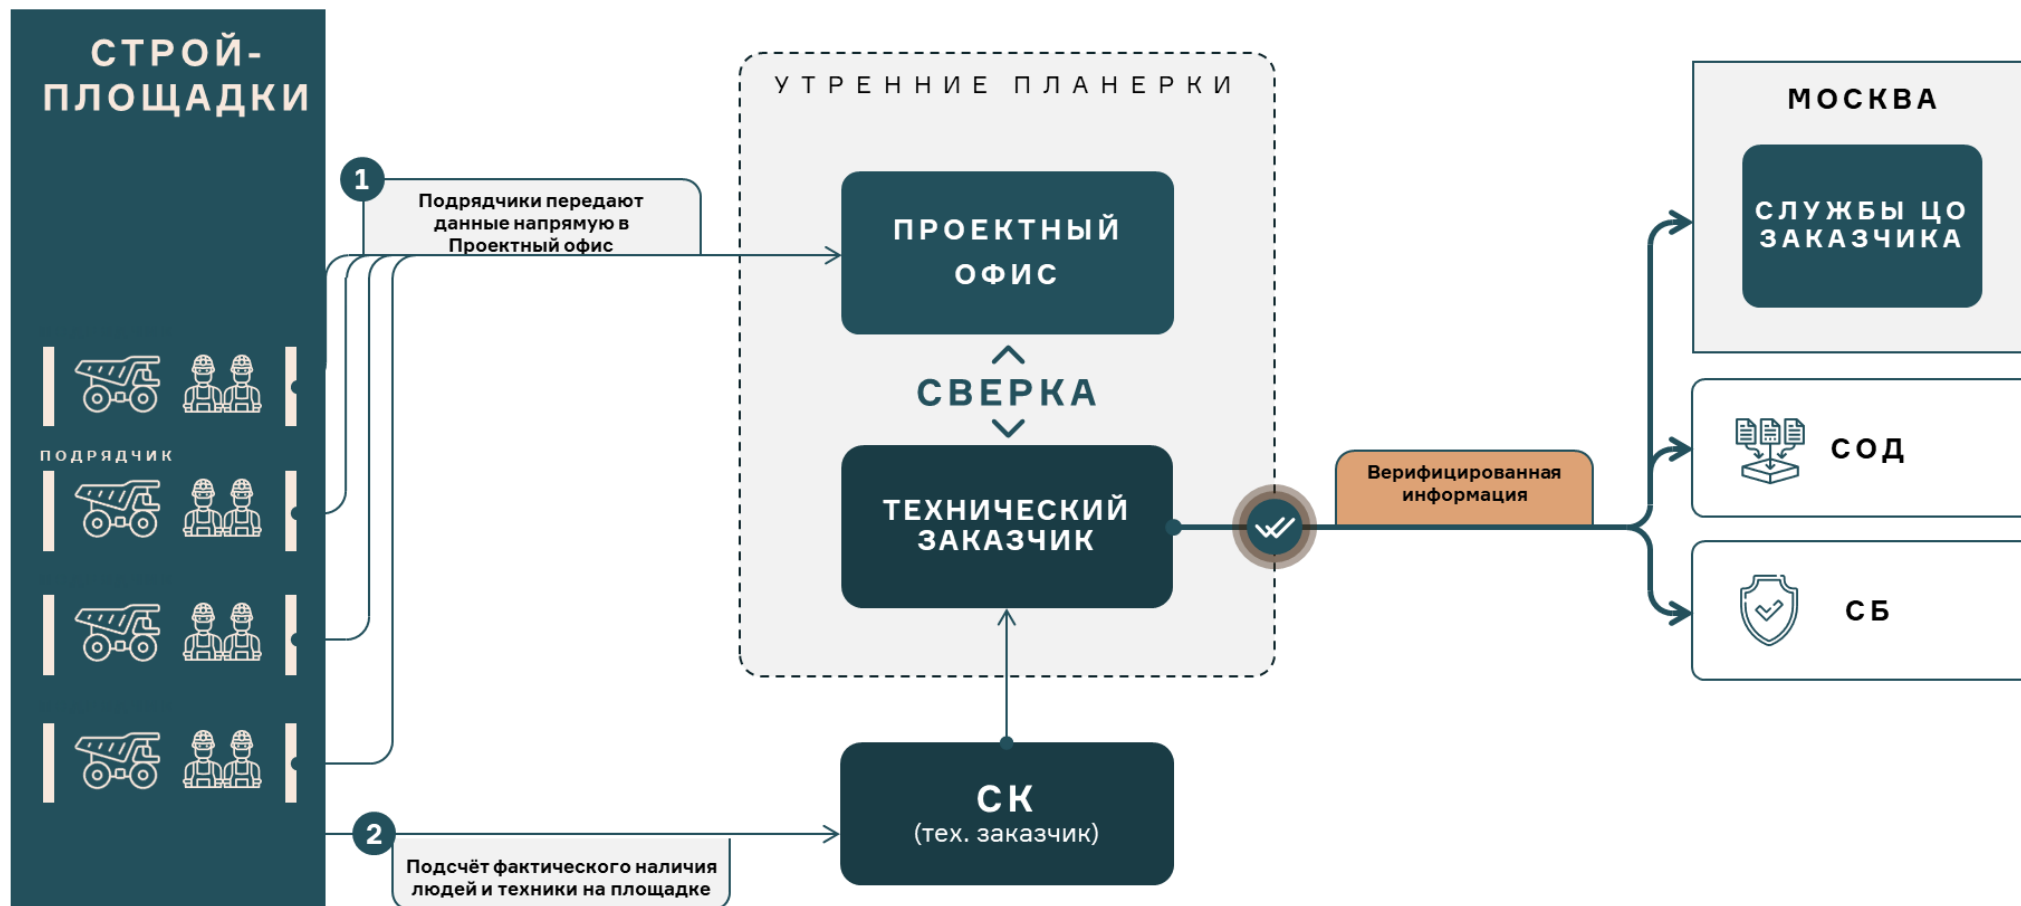 СТРОЙ-
ПЛОЩАДКИ
ПОДРЯДЧИК
1
Подрядчики передают
данные напрямую в
Проектный офис
2
Подсчёт фактического наличия
людей и техники на площадке
УТРЕННИЕ ПЛАНЕРКИ
ПРОЕКТНЫЙ
ОФИС
СВЕРКА
ТЕХНИЧЕСКИЙ
ЗАКАЗЧИК
СК
(тех. заказчик)
Верифицированная
информация
МОСКВА
СЛУЖБЫ ЦО
ЗАКАЗЧИКА
СОД
СБ